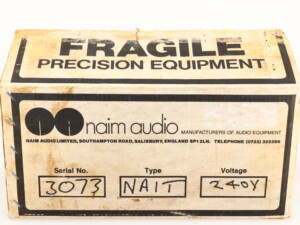 FRAGILE
PRECISION EQUIPMENT
naim audio MANUFACTURERS OF AUDIO EQUIPMENT
NAIM AUDIO LIMITED, SOUTHAMPTON ROAD, SALISBURY, ENGLAND SP1 2LN. TELEPHONE (0722)
Serial No. Type Voltage
3073 NAIT 240V